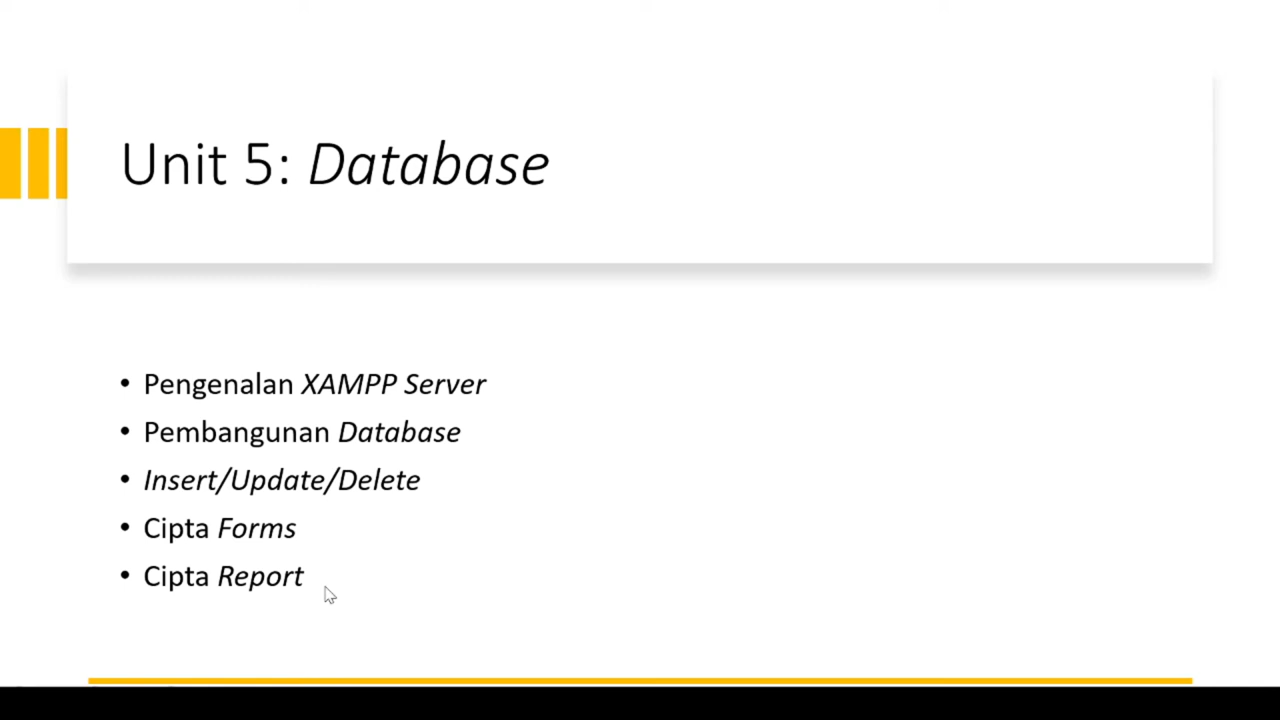 Unit 5: Database
• Pengenalan XAMPP Server
• Pembangunan Database
• Insert/Update/Delete
• Cipta Forms
• Cipta Report